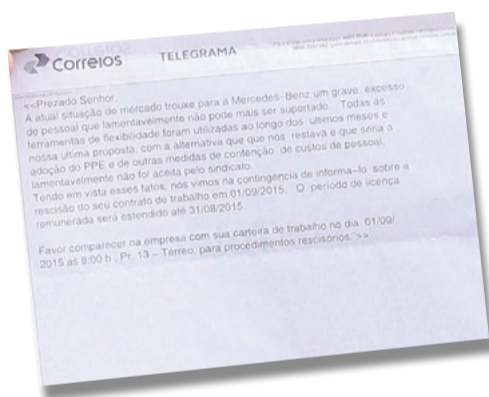 Correios TELEGRAMA
<<Prezado Senhor,
A atual situação de mercado trouxe para a Mercedes-Benz um grave excesso
de pessoal que lamentavelmente não pode mais ser suportado. Todas as
ferramentas de flexibilidade foram utilizadas ao longo dos últimos meses e
nossa ultima proposta, com a alternativa que que nos restava e que seria a
adoção do PPE e de outras medidas de contenção de custos de pessoal,
lamentavelmente não foi aceita pelo sindicato.
Tendo em vista esses fatos, nos vimos na contingencia de informa-lo sobre a
rescisão do seu contrato de trabalho em 01/09/2015. O periodo de licença
remunerada será estendido até 31/08/2015.
Favor comparecer na empresa com sua carteira de trabalho no dia 01/09/
2015 as 8:00 h , Pr. 13 - Terreo, para procedimentos rescisórios.">>